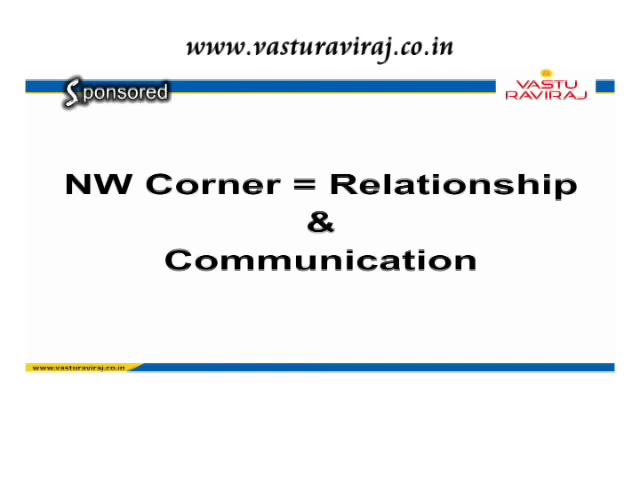 www.vasturaviraj.co.in
Sponsored
VASTU
RAVIRAJ
NW Corner = Relationship
&
Communication
www.vasturaviraj.co.in